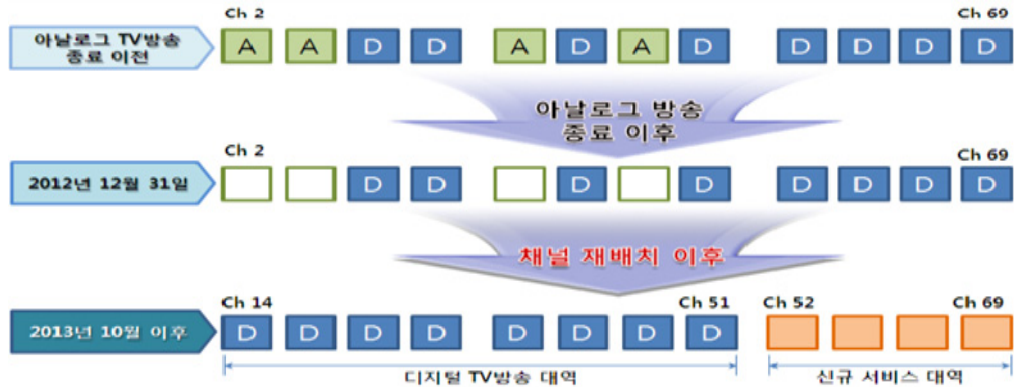 Ch 2
Ch 69
아날로그 TV방송
종료 이전
A A D D A D A D D D D D
아날로그 방송
종료 이후
Ch 2
Ch 69
2012년 12월 31일
D D D D D D D D
채널 재배치 이후
Ch 14
Ch 51
Ch 52
Ch 69
2013년 10월 이후
D D D D D D D D
디지털 TV방송 대역
신규 서비스 대역